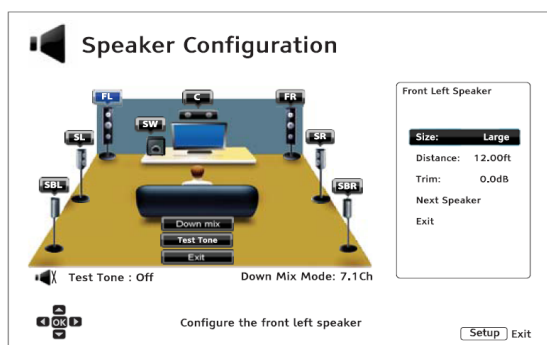 Speaker Configuration
FL
C
FR
SW
SL
SR
SBL
SBR
Down mix
Test Tone
Exit
Test Tone : Off
Down Mix Mode: 7.1Ch
Front Left Speaker
Size: Large
Distance: 12.00ft
Trim: 0.0dB
Next Speaker
Exit
OK
Configure the front left speaker
Setup Exit